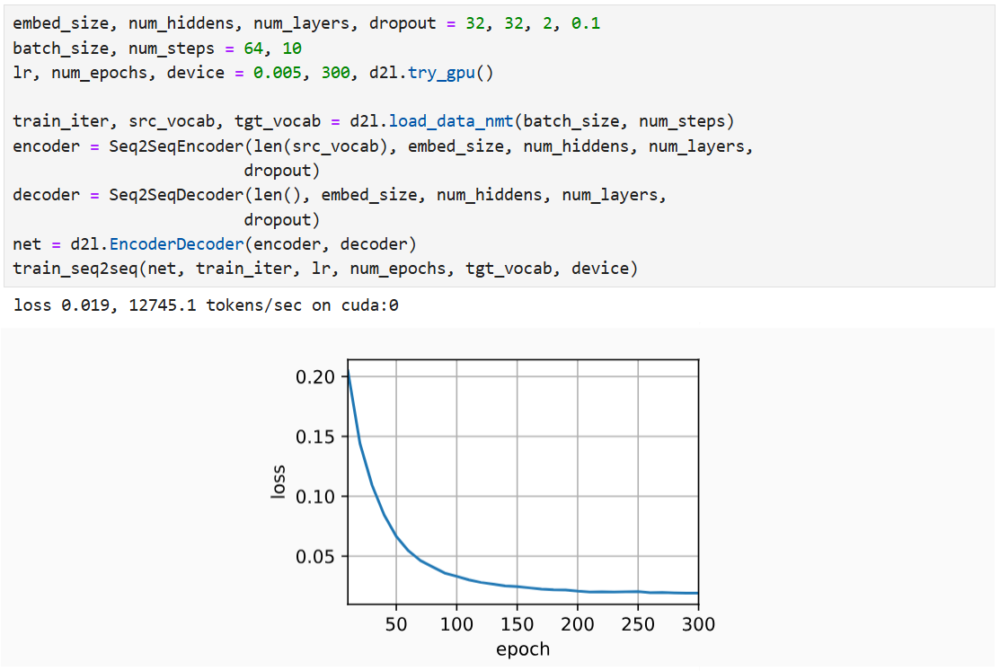 embed_size, num_hiddens, num_layers, dropout = 32, 32, 2, 0.1
batch_size, num_steps = 64, 10
lr, num_epochs, device = 0.005, 300, d2l.try_gpu()
train_iter, src_vocab, tgt_vocab = d2l.load_data_nmt(batch_size, num_steps)
encoder = Seq2SeqEncoder(len(src_vocab), embed_size, num_hiddens, num_layers,
dropout)
decoder = Seq2SeqDecoder(len(), embed_size, num_hiddens, num_layers,
dropout)
net = d2l.EncoderDecoder(encoder, decoder)
train_seq2seq(net, train_iter, lr, num_epochs, tgt_vocab, device)
loss 0.019, 12745.1 tokens/sec on cuda:0
0.20
0.15
0.10
0.05
loss
50 100 150 200 250 300
epoch